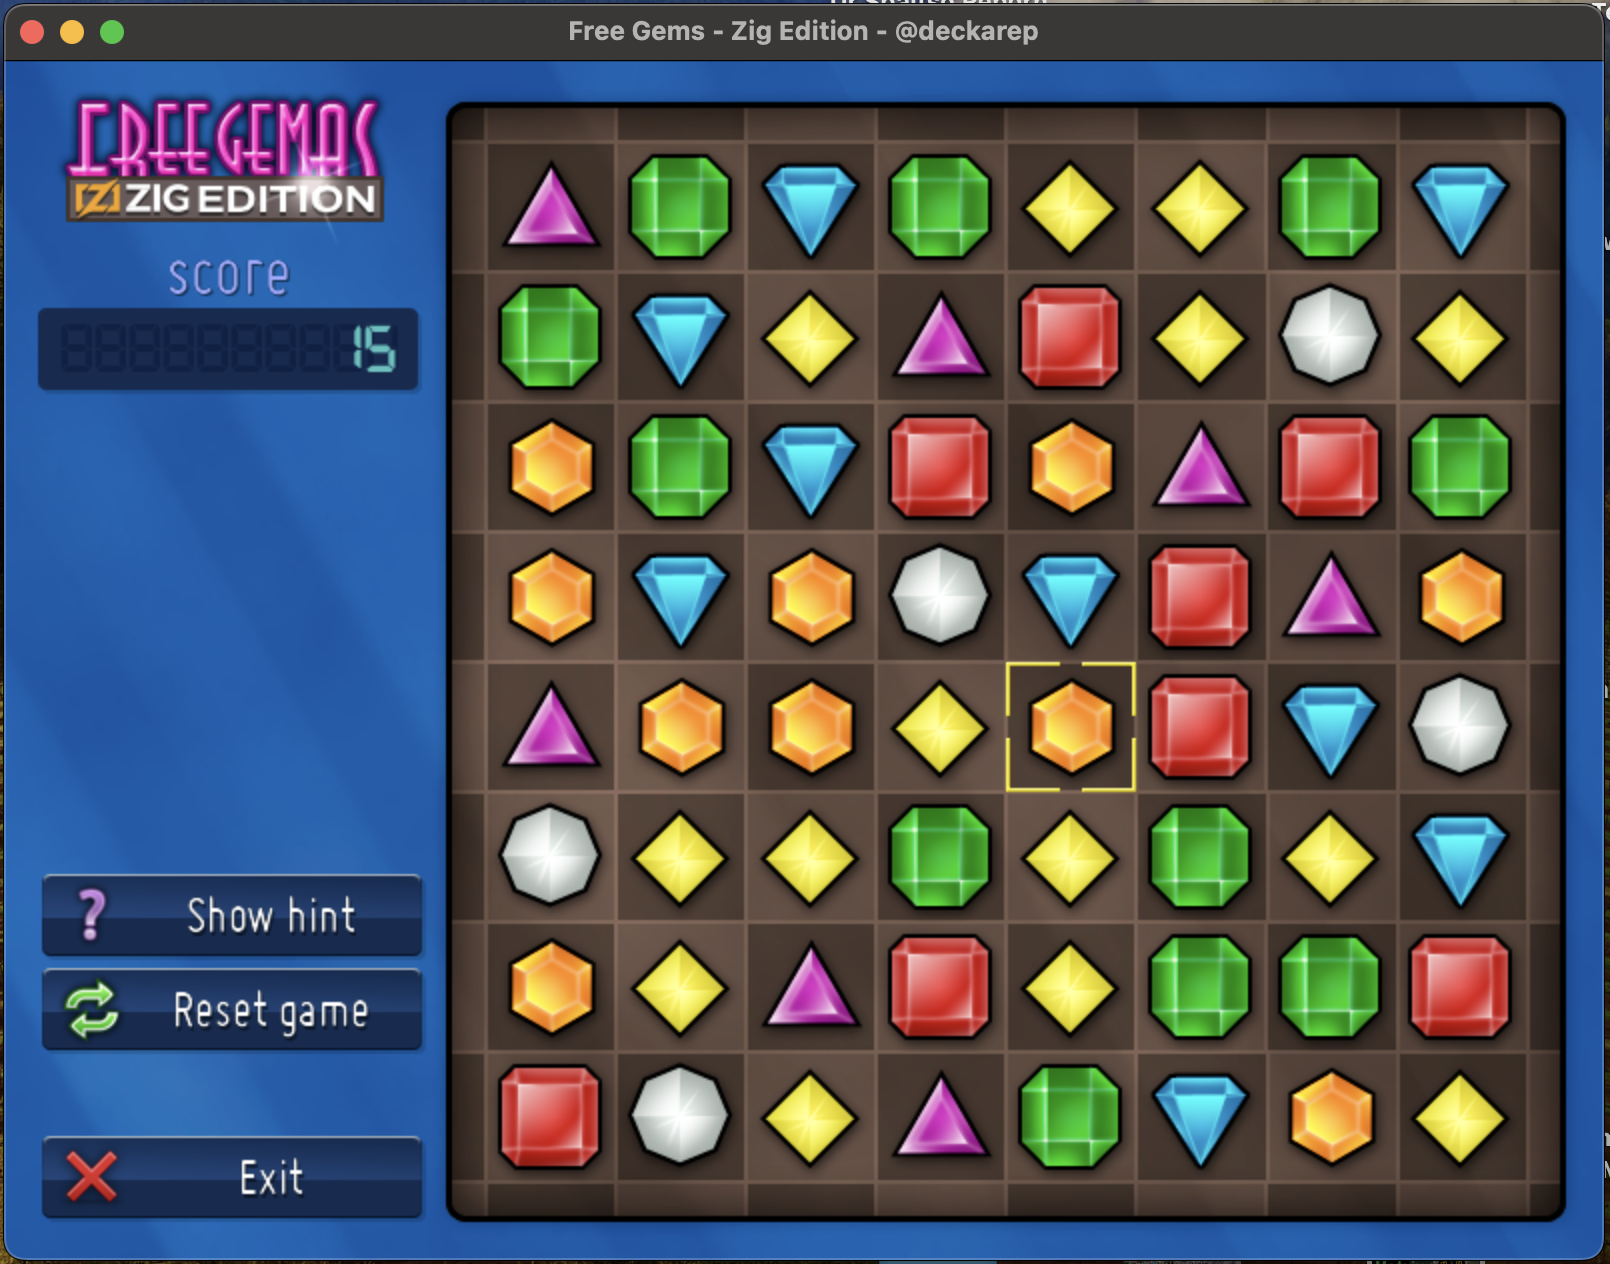 Free Gems - Zig Edition - @deckarep
FREEGEMAS
ZIG EDITION
score
15
Show hint
Reset game
Exit